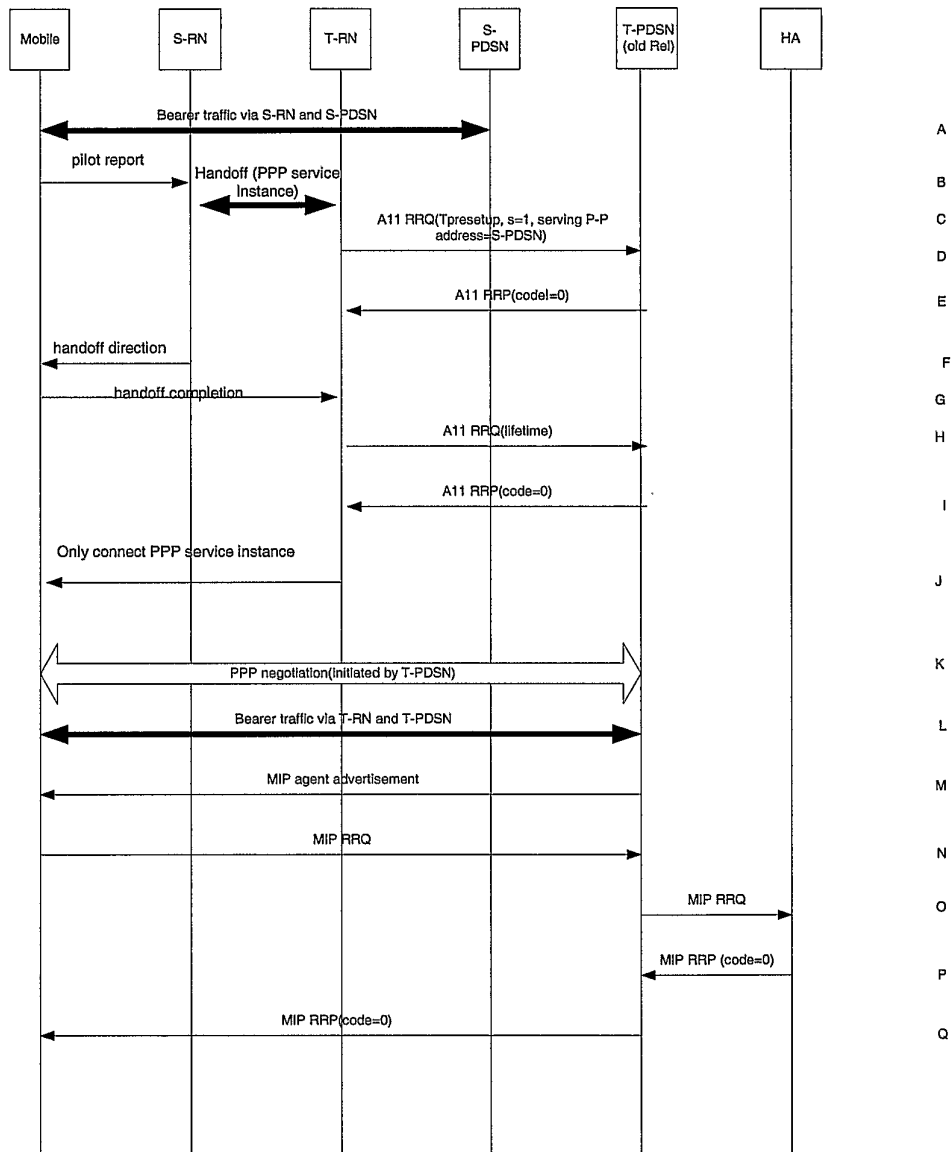 Mobile
S-RN
T-RN
S-
PDSN
T-PDSN
(old Rel)
HA
Bearer traffic via S-RN and S-PDSN
A
pilot report
B
Handoff (PPP service
Instance)
C
A11 RRQ(Tpresetup, s=1, serving P-P
address=S-PDSN)
D
A11 RRP(codel=0)
E
handoff direction
F
handoff completion
G
A11 RRQ(lifetime)
H
A11 RRP(code=0)
I
Only connect PPP service instance
J
PPP negotiation(initiated by T-PDSN)
K
Bearer traffic via T-RN and T-PDSN
L
MIP agent advertisement
M
MIP RRQ
N
MIP RRQ
O
MIP RRP (code=0)
P
MIP RRP(code=0)
Q